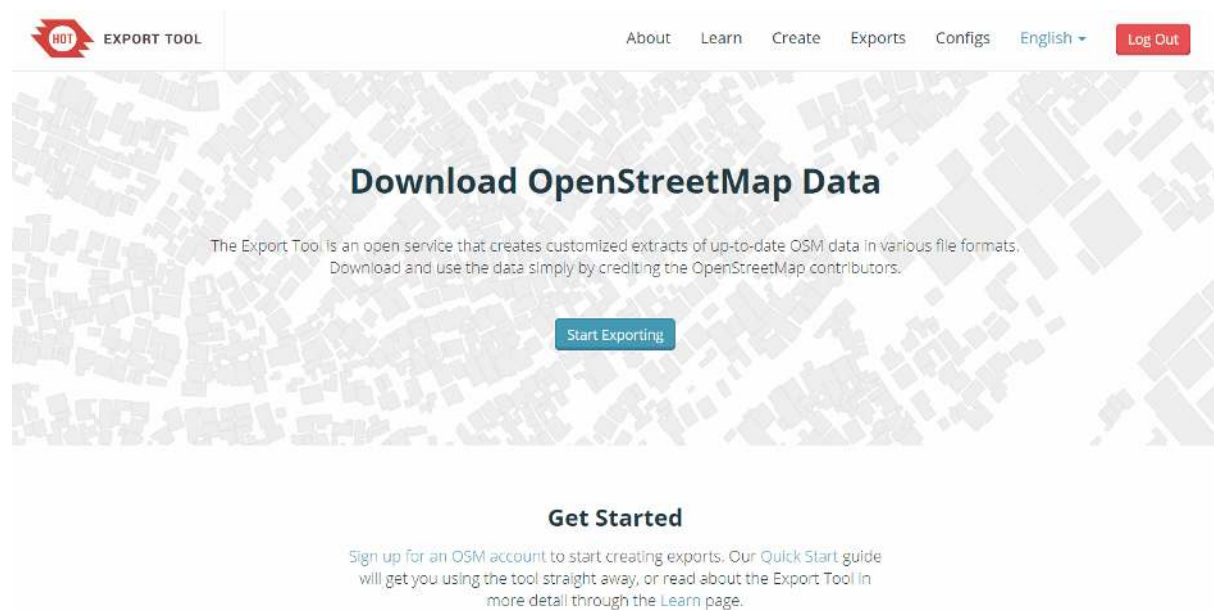 HOT EXPORT TOOL About Learn Create Exports Configs English Log Out
Download OpenStreetMap Data
The Export Tool is an open service that creates customized extracts of up-to-date OSM data in various file formats.
Download and use the data simply by crediting the OpenStreetMap contributors.
Start Exporting
Get Started
Sign up for an OSM account to start creating exports. Our Quick Start guide
will get you using the tool straight away, or read about the Export Tool in
more detail through the Learn page.